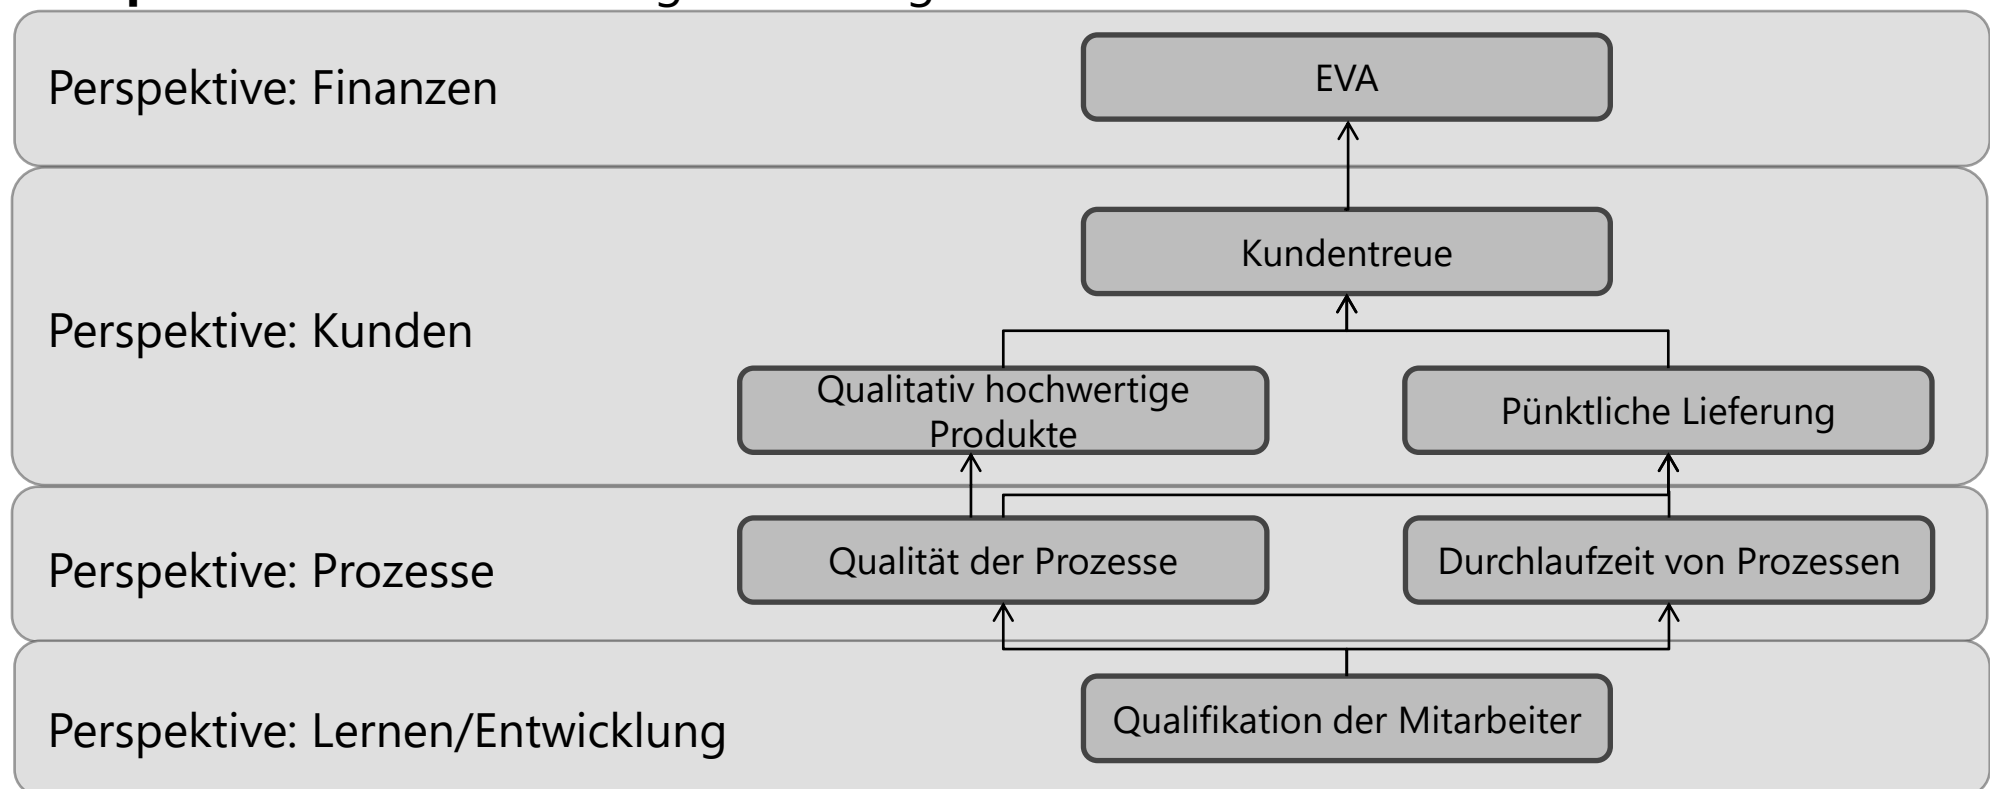 Perspektive: Finanzen
EVA
Kundentreue
Perspektive: Kunden
Qualitativ hochwertige
Produkte
Pünktliche Lieferung
Perspektive: Prozesse
Qualität der Prozesse
Durchlaufzeit von Prozessen
Perspektive: Lernen/Entwicklung
Qualifikation der Mitarbeiter